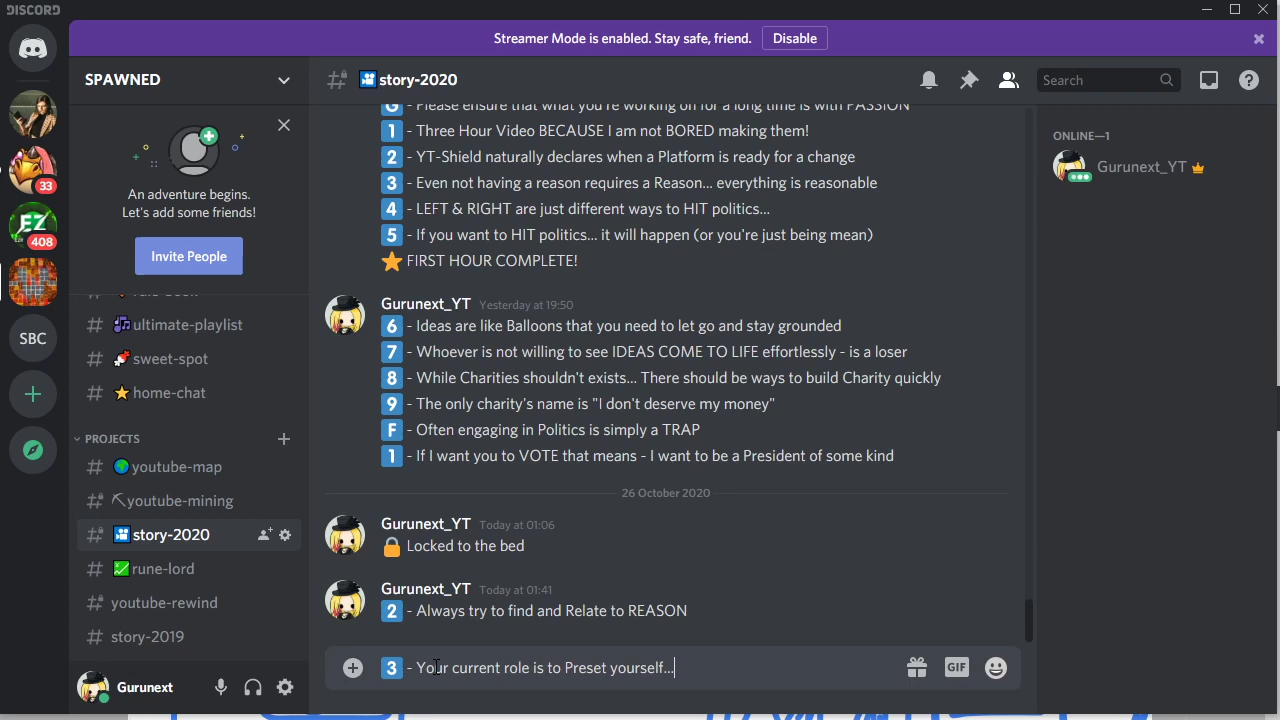 DISCORD
Streamer Mode is enabled. Stay safe, friend. Disable
SPAWNED
story-2020
Search
An adventure begins.
Let's add some friends!
Invite People
33
408
SBC
ultimate-playlist
sweet-spot
home-chat
PROJECTS
youtube-map
youtube-mining
story-2020
rune-lord
youtube-rewind
story-2019
Gurunext
G - Please ensure that what you're working on for a long time is with PASSION
1 - Three Hour Video BECAUSE I am not BORED making them!
2 - YT-Shield naturally declares when a Platform is ready for a change
3 - Even not having a reason requires a Reason... everything is reasonable
4 - LEFT & RIGHT are just different ways to HIT politics...
5 - If you want to HIT politics... it will happen (or you're just being mean)
FIRST HOUR COMPLETE!
Gurunext_YT Yesterday at 19:50
6 - Ideas are like Balloons that you need to let go and stay grounded
7 - Whoever is not willing to see IDEAS COME TO LIFE effortlessly - is a loser
8 - While Charities shouldn't exists... There should be ways to build Charity quickly
9 - The only charity's name is "I don't deserve my money"
F - Often engaging in Politics is simply a TRAP
1 - If I want you to VOTE that means - I want to be a President of some kind
26 October 2020
Gurunext_YT Today at 01:06
Locked to the bed
Gurunext_YT Today at 01:41
2 - Always try to find and Relate to REASON
3 - Your current role is to Preset yourself...
GIF
ONLINE—1
Gurunext_YT